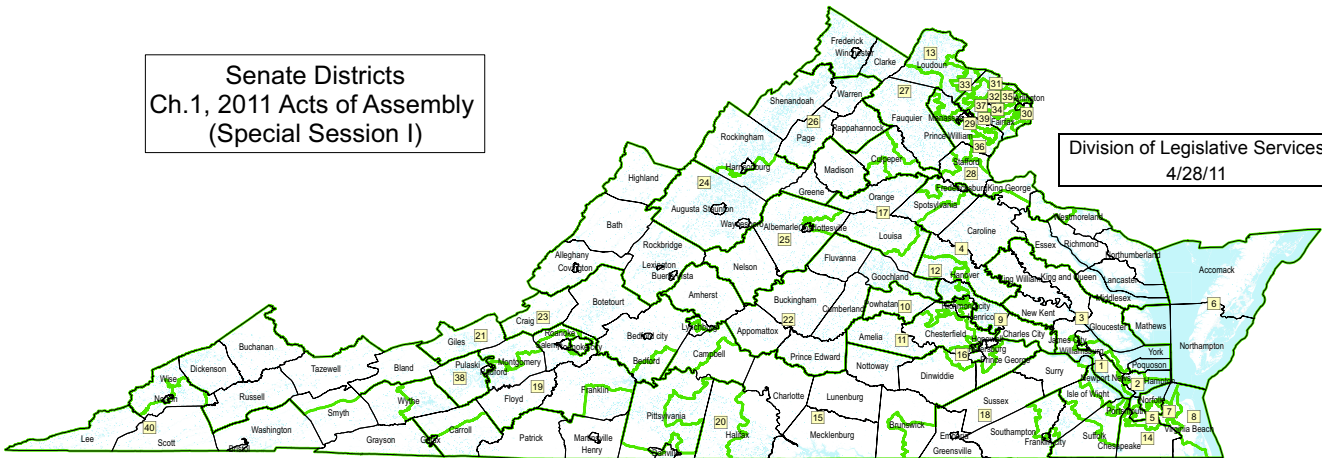 Senate Districts
Ch.1, 2011 Acts of Assembly
(Special Session I)
Division of Legislative Services
4/28/11
Frederick
Winchester
Clarke
13
Loudoun
33
31
32
35
Arlington
37
34
30
27
Fauquier
Manassas
29
39
Fairfax
Prince William
36
Shenandoah
Warren
26
Page
Rappahannock
Rockingham
Harrisonburg
Culpeper
Stafford
28
Madison
Greene
Orange
Fredericksburg
King George
Highland
24
Augusta
Staunton
Waynesboro
Albemarle
Charlottesville
25
17
Spotsylvania
Louisa
Caroline
Westmoreland
Essex
Richmond
Northumberland
Lancaster
Accomack
Bath
Rockbridge
Alleghany
Covington
Lexington
Buena Vista
Nelson
Fluvanna
Goochland
4
12
Hanover
King William
King and Queen
Middlesex
6
Amherst
Buckingham
Cumberland
Powhatan
10
Richmond City
Henrico
New Kent
3
Gloucester
Mathews
Northampton
Botetourt
Craig
23
Bedford city
Lynchburg
Appomattox
22
Amelia
11
Chesterfield
9
Charles City
James City
Williamsburg
York
Poquoson
Giles
21
Roanoke
Salem
Bedford
Campbell
Prince Edward
Nottoway
16
Hopewell
Prince George
Dinwiddie
Surry
1
Newport News
Hampton
2
Buchanan
Dickenson
Wise
Norton
Russell
Tazewell
Bland
Pulaski
38
Radford
Montgomery
Floyd
19
Franklin
Pittsylvania
Charlotte
Lunenburg
Sussex
18
Isle of Wight
Norfolk
Portsmouth
5
7
8
Virginia Beach
Lee
40
Scott
Washington
Bristol
Smyth
Wythe
Grayson
Galax
Carroll
Patrick
Martinsville
Henry
Danville
20
Halifax
15
Mecklenburg
Brunswick
Emporia
Greensville
Southampton
Franklin City
Suffolk
Chesapeake
14